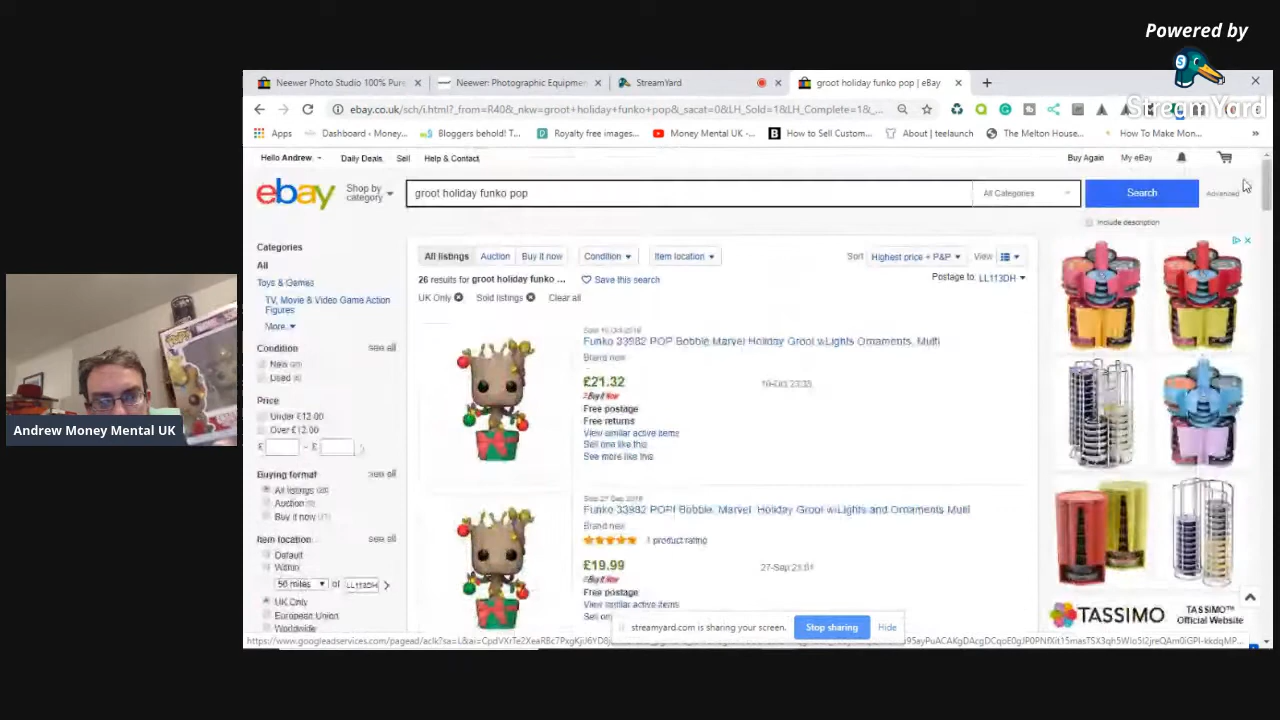 Powered by
StreamYard
Neewer Photo Studio 100% Pure
Neewer: Photographic Equipmen
StreamYard
groot holiday funko pop | eBay
ebay.co.uk/sch/i.html?_from=R40&_nkw=groot+holiday+funko+pop&_sacat=0&LH_Sold=1&LH_Complete=1&_...
Apps
Dashboard ‹ Money...
Bloggers behold! T...
Royalty free images...
Money Mental UK -...
How to Sell Custom...
About | teelaunch
The Melton House...
How To Make Mon...
Hello Andrew
Daily Deals
Sell
Help & Contact
Buy Again
My eBay
ebay
Shop by category
groot holiday funko pop
All Categories
Search
Advanced
Include description
Categories
All
Toys & Games
TV, Movie & Video Game Action Figures
More
Condition
see all
New
Used
Price
Under £12.00
Over £12.00
£ - £
Buying format
see all
All listings
Auction
Buy it now
Item location
see all
Default
Within
50 miles of LL113DH
UK Only
European Union
Worldwide
All listings
Auction
Buy it now
Condition
Item location
Sort
Highest price + P&P
View
26 results for groot holiday funko ...
Save this search
Postage to: LL113DH
UK Only
Sold listings
Clear all
Funko 33982 POP Bobble Marvel Holiday Groot w/Lights Ornaments, Multi
Brand new
£21.32
Buy It Now
Free postage
Free returns
View similar active items
Sell one like this
See more like this
Funko 33982 POP! Bobble. Marvel Holiday Groot w/Lights and Ornaments Multi
Brand new
1 product rating
£19.99
Buy It Now
27-Sep
Free postage
View similar active items
TASSIMO
TASSIMO™ Official Website
streamyard.com is sharing your screen.
Stop sharing
Hide
Andrew Money Mental UK